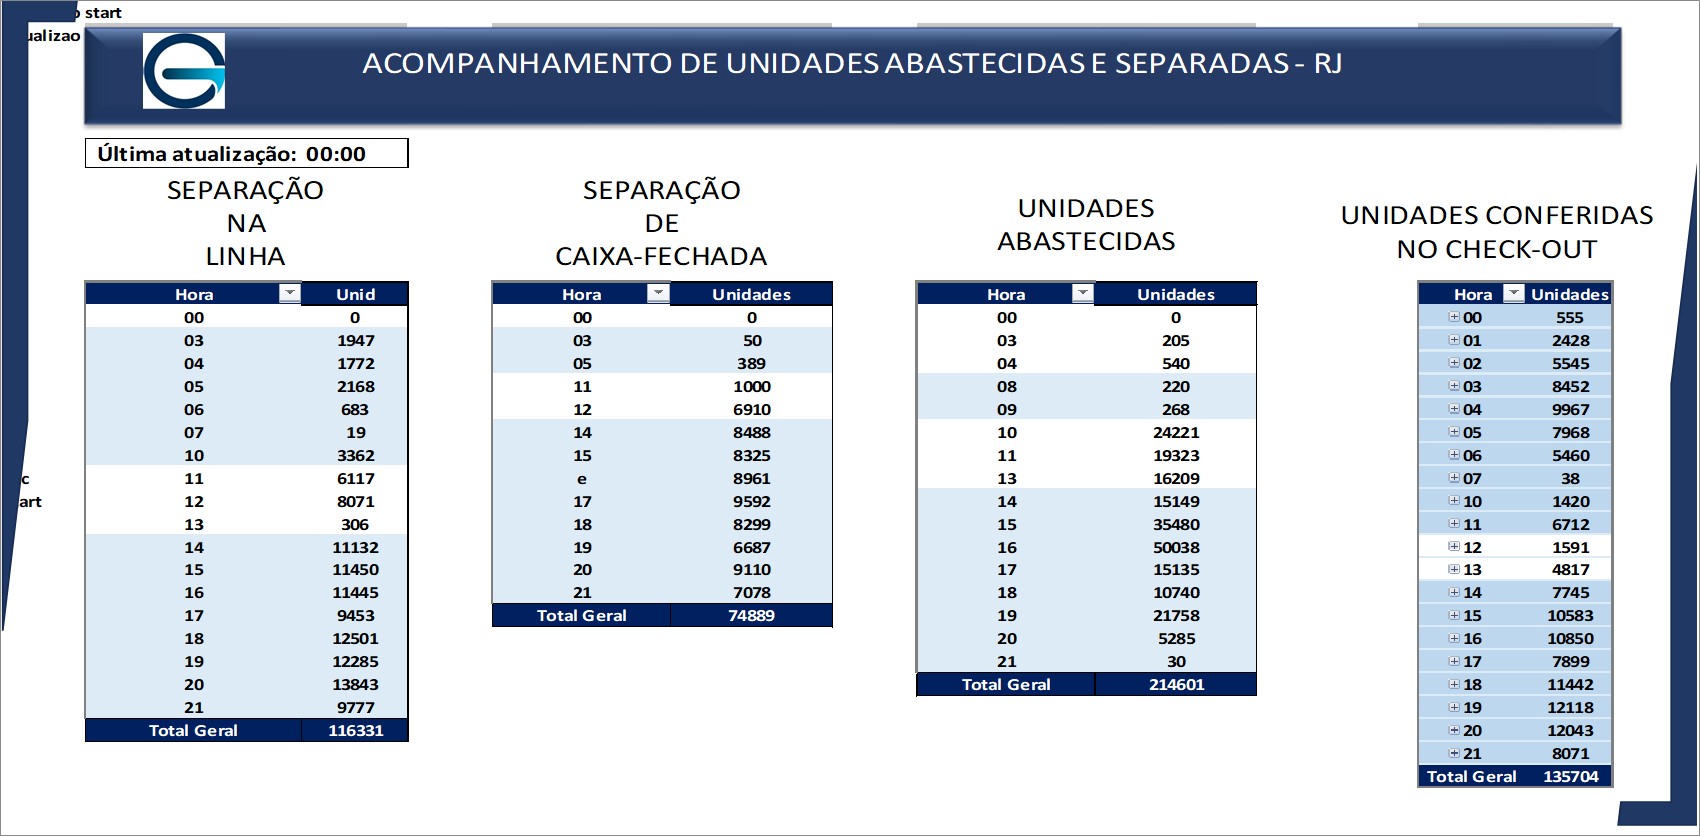 o start
ualizao
ACOMPANHAMENTO DE UNIDADES ABASTECIDAS E SEPARADAS - RJ
Última atualização: 00:00
SEPARAÇÃO
NA
LINHA
Hora Unid
00 0
03 1947
04 1772
05 2168
06 683
07 19
10 3362
11 6117
12 8071
13 306
14 11132
15 11450
16 11445
17 9453
18 12501
19 12285
20 13843
21 9777
Total Geral 116331
SEPARAÇÃO
DE
CAIXA-FECHADA
Hora Unidades
00 0
03 50
05 389
11 1000
12 6910
14 8488
15 8325
e 8961
17 9592
18 8299
19 6687
20 9110
21 7078
Total Geral 74889
UNIDADES
ABASTECIDAS
Hora Unidades
00 0
03 205
04 540
08 220
09 268
10 24221
11 19323
13 16209
14 15149
15 35480
16 50038
17 15135
18 10740
19 21758
20 5285
21 30
Total Geral 214601
UNIDADES CONFERIDAS
NO CHECK-OUT
Hora Unidades
00 555
01 2428
02 5545
03 8452
04 9967
05 7968
06 5460
07 38
10 1420
11 6712
12 1591
13 4817
14 7745
15 10583
16 10850
17 7899
18 11442
19 12118
20 12043
21 8071
Total Geral 135704
c
art